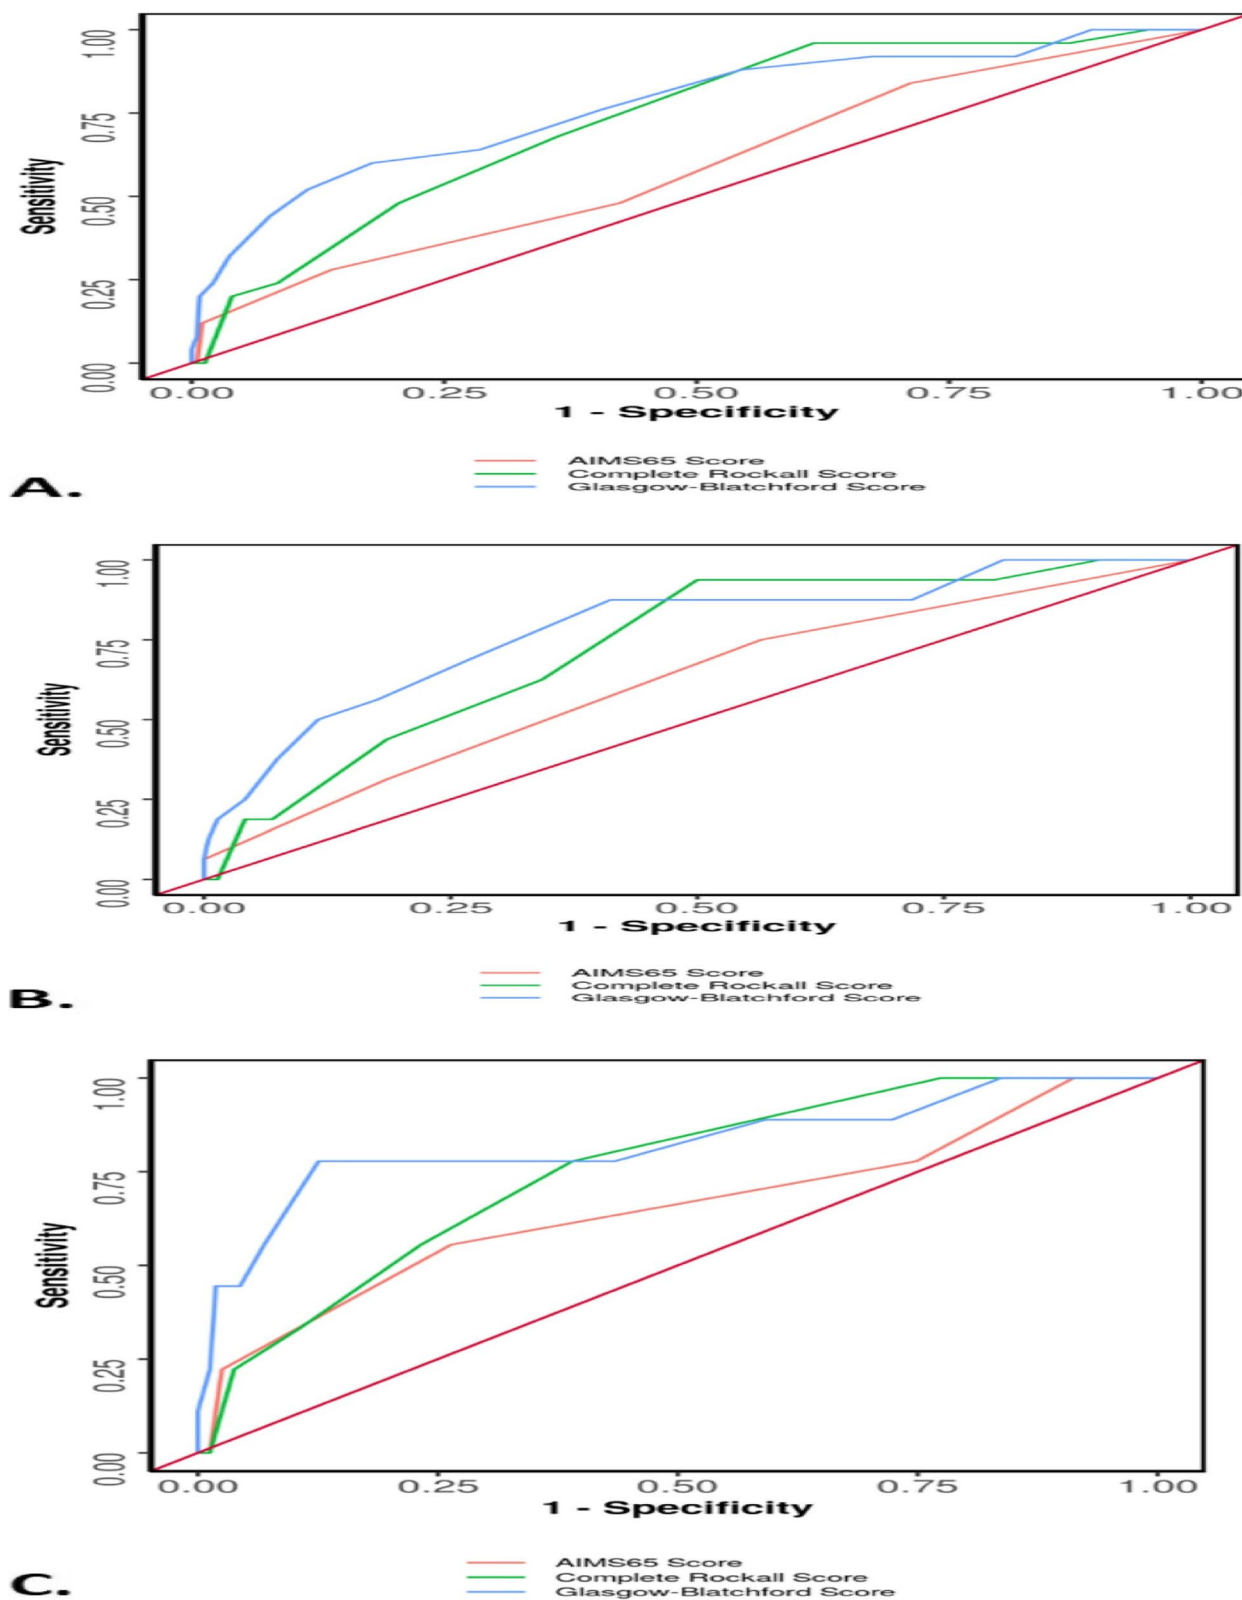 1.00
0.75
0.50
0.25
0.00
Sensitivity
0.00 0.25 0.50 0.75 1.00
1 - Specificity
AIMS65 Score
Complete Rockall Score
Glasgow-Blatchford Score
A.
1.00
0.75
0.50
0.25
0.00
Sensitivity
0.00 0.25 0.50 0.75 1.00
1 - Specificity
AIMS65 Score
Complete Rockall Score
Glasgow-Blatchford Score
B.
1.00
0.75
0.50
0.25
0.00
Sensitivity
0.00 0.25 0.50 0.75 1.00
1 - Specificity
AIMS65 Score
Complete Rockall Score
Glasgow-Blatchford Score
C.